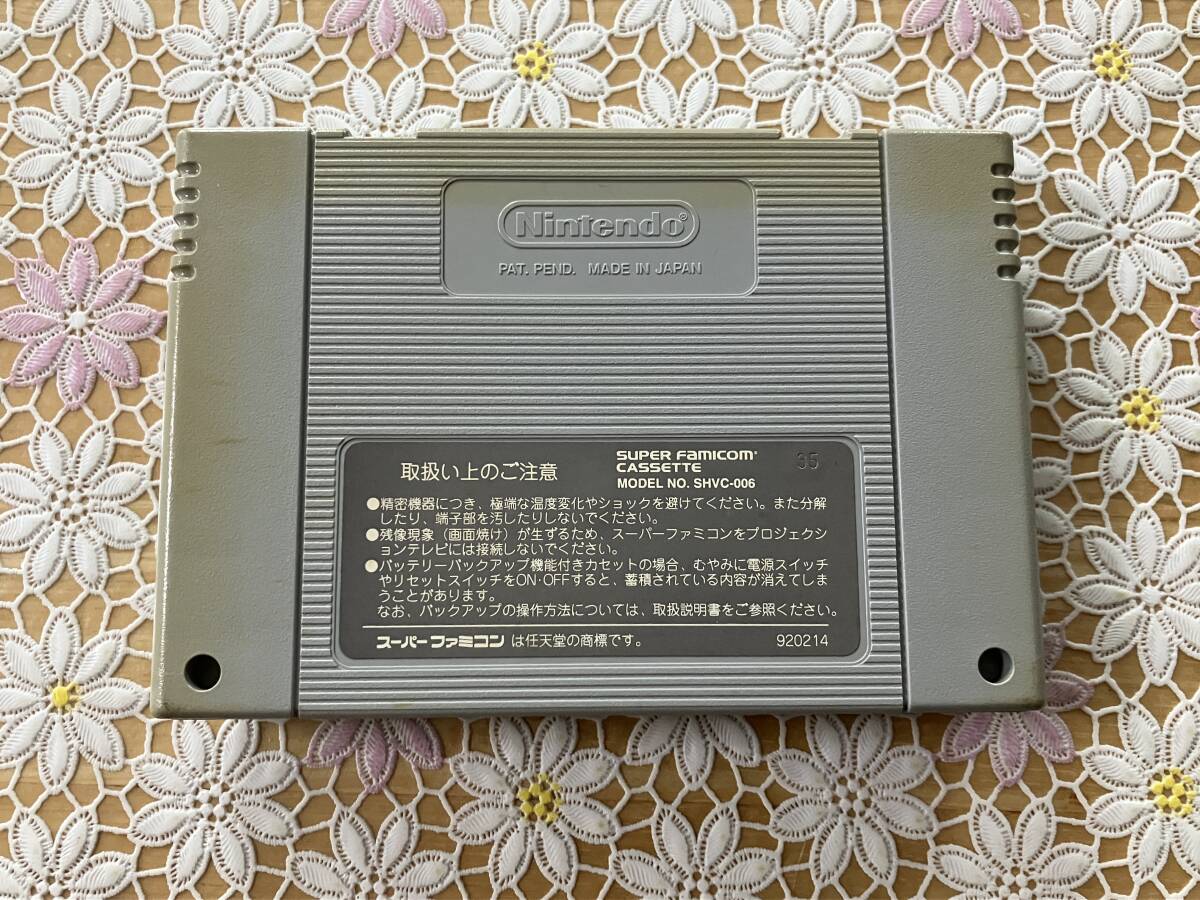 Nintendo®
PAT. PEND. MADE IN JAPAN
取扱い上のご注意
SUPER FAMICOM®
CASSETTE
MODEL NO. SHVC-006
35
●精密機器につき、極端な温度変化やショックを避けてください。また分解
したり、端子部を汚したりしないでください。
●残像現象（画面焼け）が生ずるため、スーパーファミコンをプロジェクシ
ョンテレビには接続しないでください。
●バッテリーバックアップ機能付きカセットの場合、むやみに電源スイッチ
やリセットスイッチをON・OFFすると、蓄積されている内容が消えてしま
うことがあります。
なお、バックアップの操作方法については、取扱説明書をご参照ください。
スーパーファミコン は任天堂の商標です。
920214